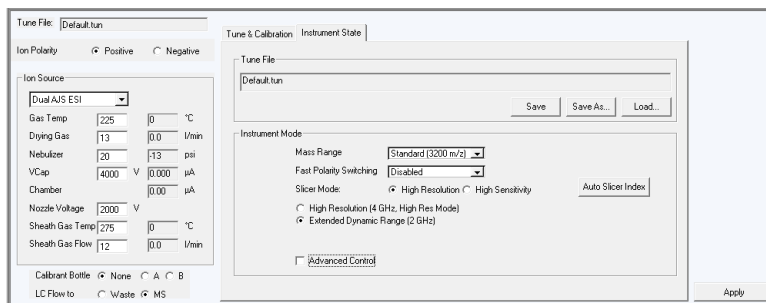 Tune File: Default.tun
Ion Polarity Positive Negative
Ion Source
Dual AJS ESI
Gas Temp 225 0 °C
Drying Gas 13 0.0 l/min
Nebulizer 20 -13 psi
VCap 4000 V 0.000 µA
Chamber 0.00 µA
Nozzle Voltage 2000 V
Sheath Gas Temp 275 0 °C
Sheath Gas Flow 12 0.0 l/min
Calibrant Bottle None A B
LC Flow to Waste MS
Tune & Calibration Instrument State
Tune File
Default.tun
Save Save As... Load...
Instrument Mode
Mass Range Standard (3200 m/z)
Fast Polarity Switching Disabled
Slicer Mode: High Resolution High Sensitivity Auto Slicer Index
High Resolution (4 GHz, High Res Mode)
Extended Dynamic Range (2 GHz)
Advanced Control
Apply